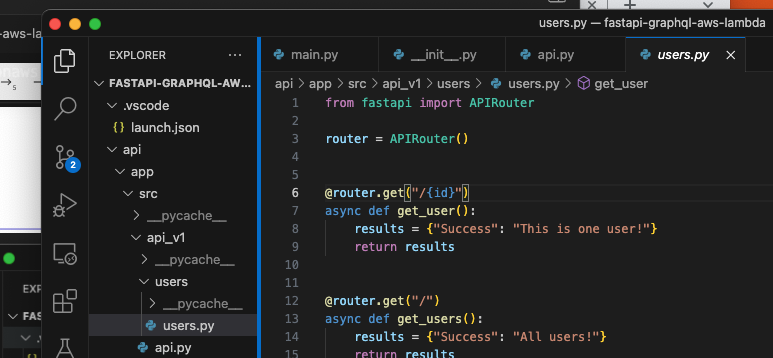 users.py — fastapi-graphql-aws-lambda
EXPLORER ...
main.py __init__.py api.py users.py
FASTAPI-GRAPHQL-AW...
api > app > src > api_v1 > users > users.py > get_user
.vscode
{} launch.json
api
app
src
__pycache__
api_v1
__pycache__
users
__pycache__
users.py
api.py
2
1 from fastapi import APIRouter
2
3 router = APIRouter()
4
5
6 @router.get("/{id}")
7 async def get_user():
8 results = {"Success": "This is one user!"}
9 return results
10
11
12 @router.get("/")
13 async def get_users():
14 results = {"Success": "All users!"}
15 return results
aws-la
EXP
FAS
.v